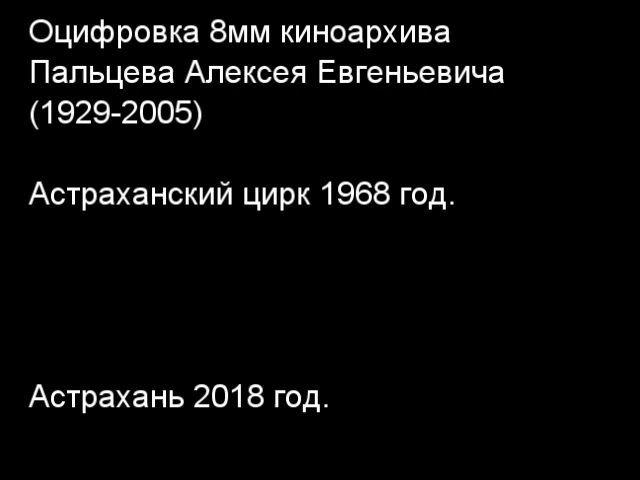 Оцифровка 8мм киноархива
Пальцева Алексея Евгеньевича
(1929-2005)
Астраханский цирк 1968 год.
Астрахань 2018 год.